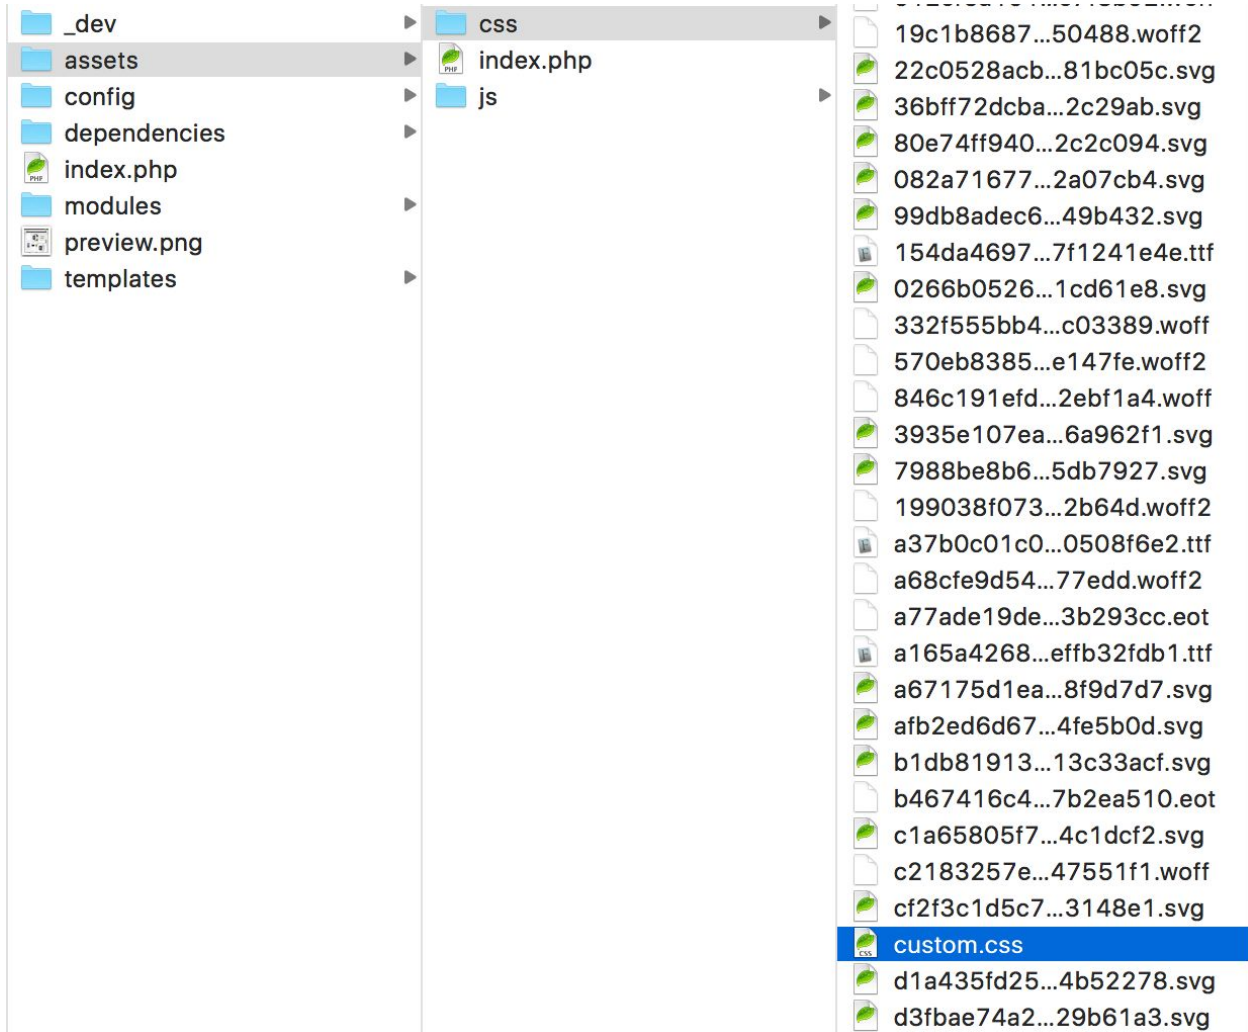 _dev
assets
config
dependencies
index.php
modules
preview.png
templates
css
index.php
js
19c1b8687...50488.woff2
22c0528acb...81bc05c.svg
36bff72dcba...2c29ab.svg
80e74ff940...2c2c094.svg
082a71677...2a07cb4.svg
99db8adec6...49b432.svg
154da4697...7f1241e4e.ttf
0266b0526...1cd61e8.svg
332f555bb4...c03389.woff
570eb8385...e147fe.woff2
846c191efd...2ebf1a4.woff
3935e107ea...6a962f1.svg
7988be8b6...5db7927.svg
199038f073...2b64d.woff2
a37b0c01c0...0508f6e2.ttf
a68cfe9d54...77edd.woff2
a77ade19de...3b293cc.eot
a165a4268...effb32fdb1.ttf
a67175d1ea...8f9d7d7.svg
afb2ed6d67...4fe5b0d.svg
b1db81913...13c33acf.svg
b467416c4...7b2ea510.eot
c1a65805f7...4c1dcf2.svg
c2183257e...47551f1.woff
cf2f3c1d5c7...3148e1.svg
custom.css
d1a435fd25...4b52278.svg
d3fbae74a2...29b61a3.svg